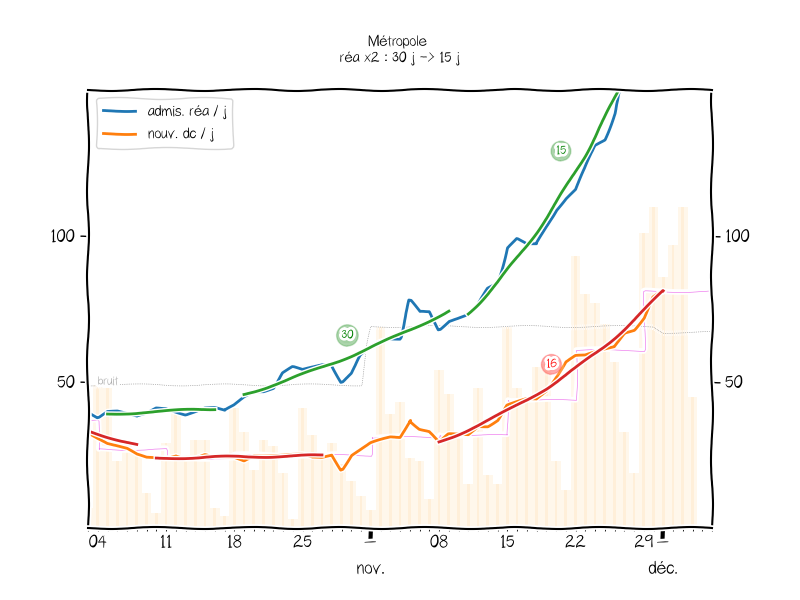 Métropole
réa x2 : 30 j -> 15 j
admis. réa / j
nouv. dc / j
15
100
100
30
16
bruit
50
50
04
11
18
25
08
15
22
29
nov.
déc.